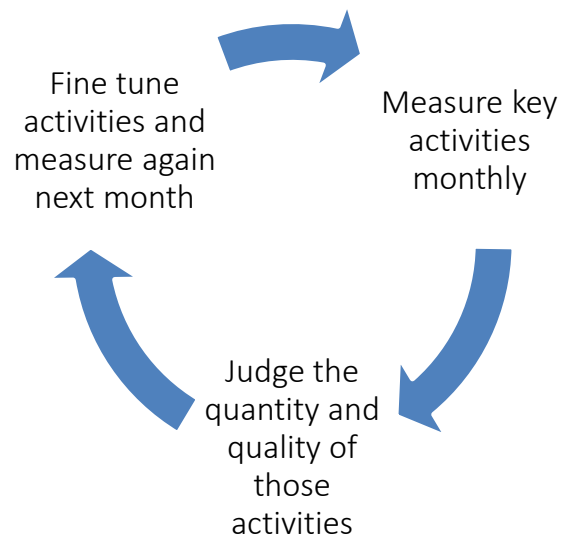 Fine tune
activities and
measure again
next month
Measure key
activities
monthly
Judge the
quantity and
quality of
those
activities